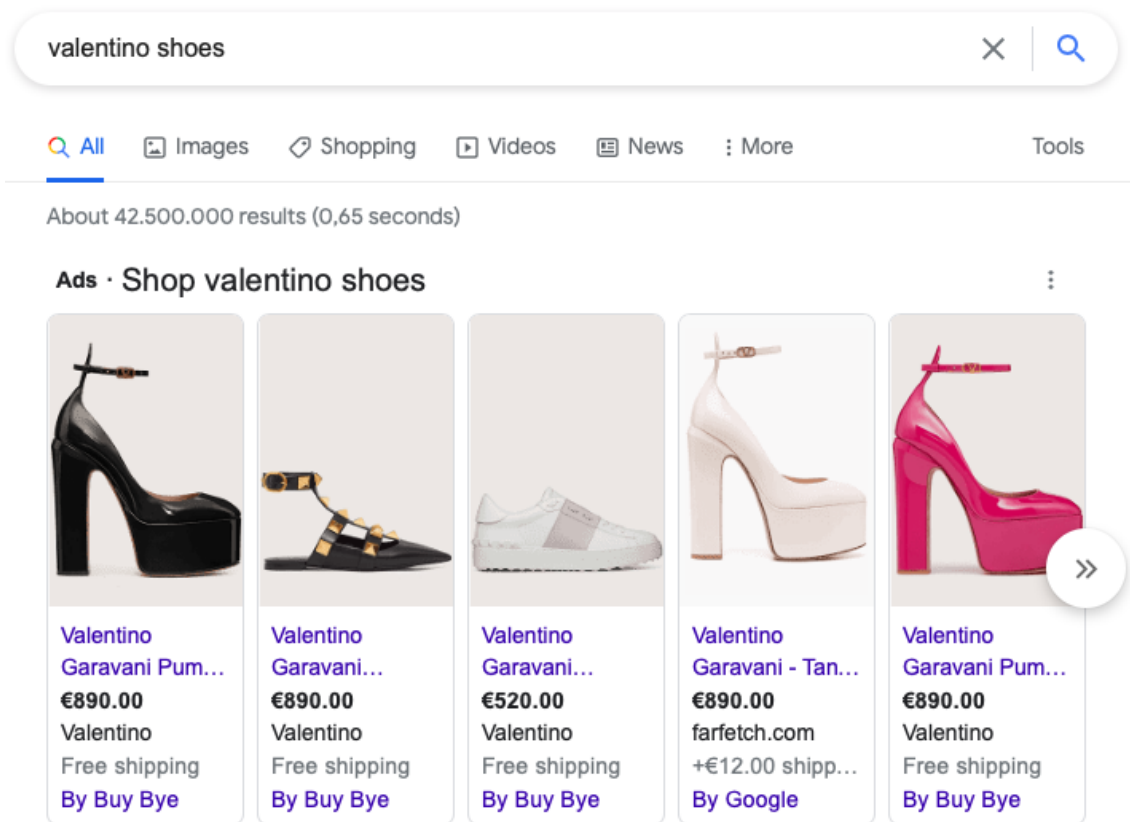 valentino shoes
All Images Shopping Videos News More Tools
About 42.500.000 results (0,65 seconds)
Ads · Shop valentino shoes
Valentino
Garavani Pum...
€890.00
Valentino
Free shipping
By Buy Bye
Valentino
Garavani...
€890.00
Valentino
Free shipping
By Buy Bye
Valentino
Garavani...
€520.00
Valentino
Free shipping
By Buy Bye
Valentino
Garavani - Tan...
€890.00
farfetch.com
+€12.00 shipp...
By Google
Valentino
Garavani Pum...
€890.00
Valentino
Free shipping
By Buy Bye